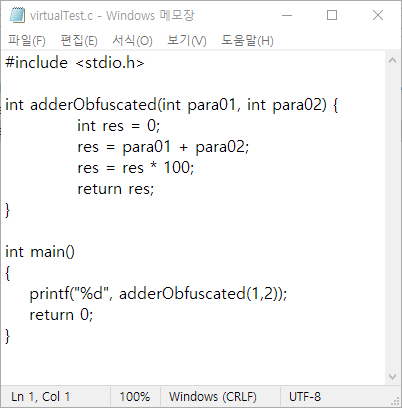 virtualTest.c - Windows 메모장
파일(F) 편집(E) 서식(O) 보기(V) 도움말(H)
#include <stdio.h>
int adderObfuscated(int para01, int para02) {
int res = 0;
res = para01 + para02;
res = res * 100;
return res;
}
int main()
{
printf("%d", adderObfuscated(1,2));
return 0;
}
Ln 1, Col 1 100% Windows (CRLF) UTF-8